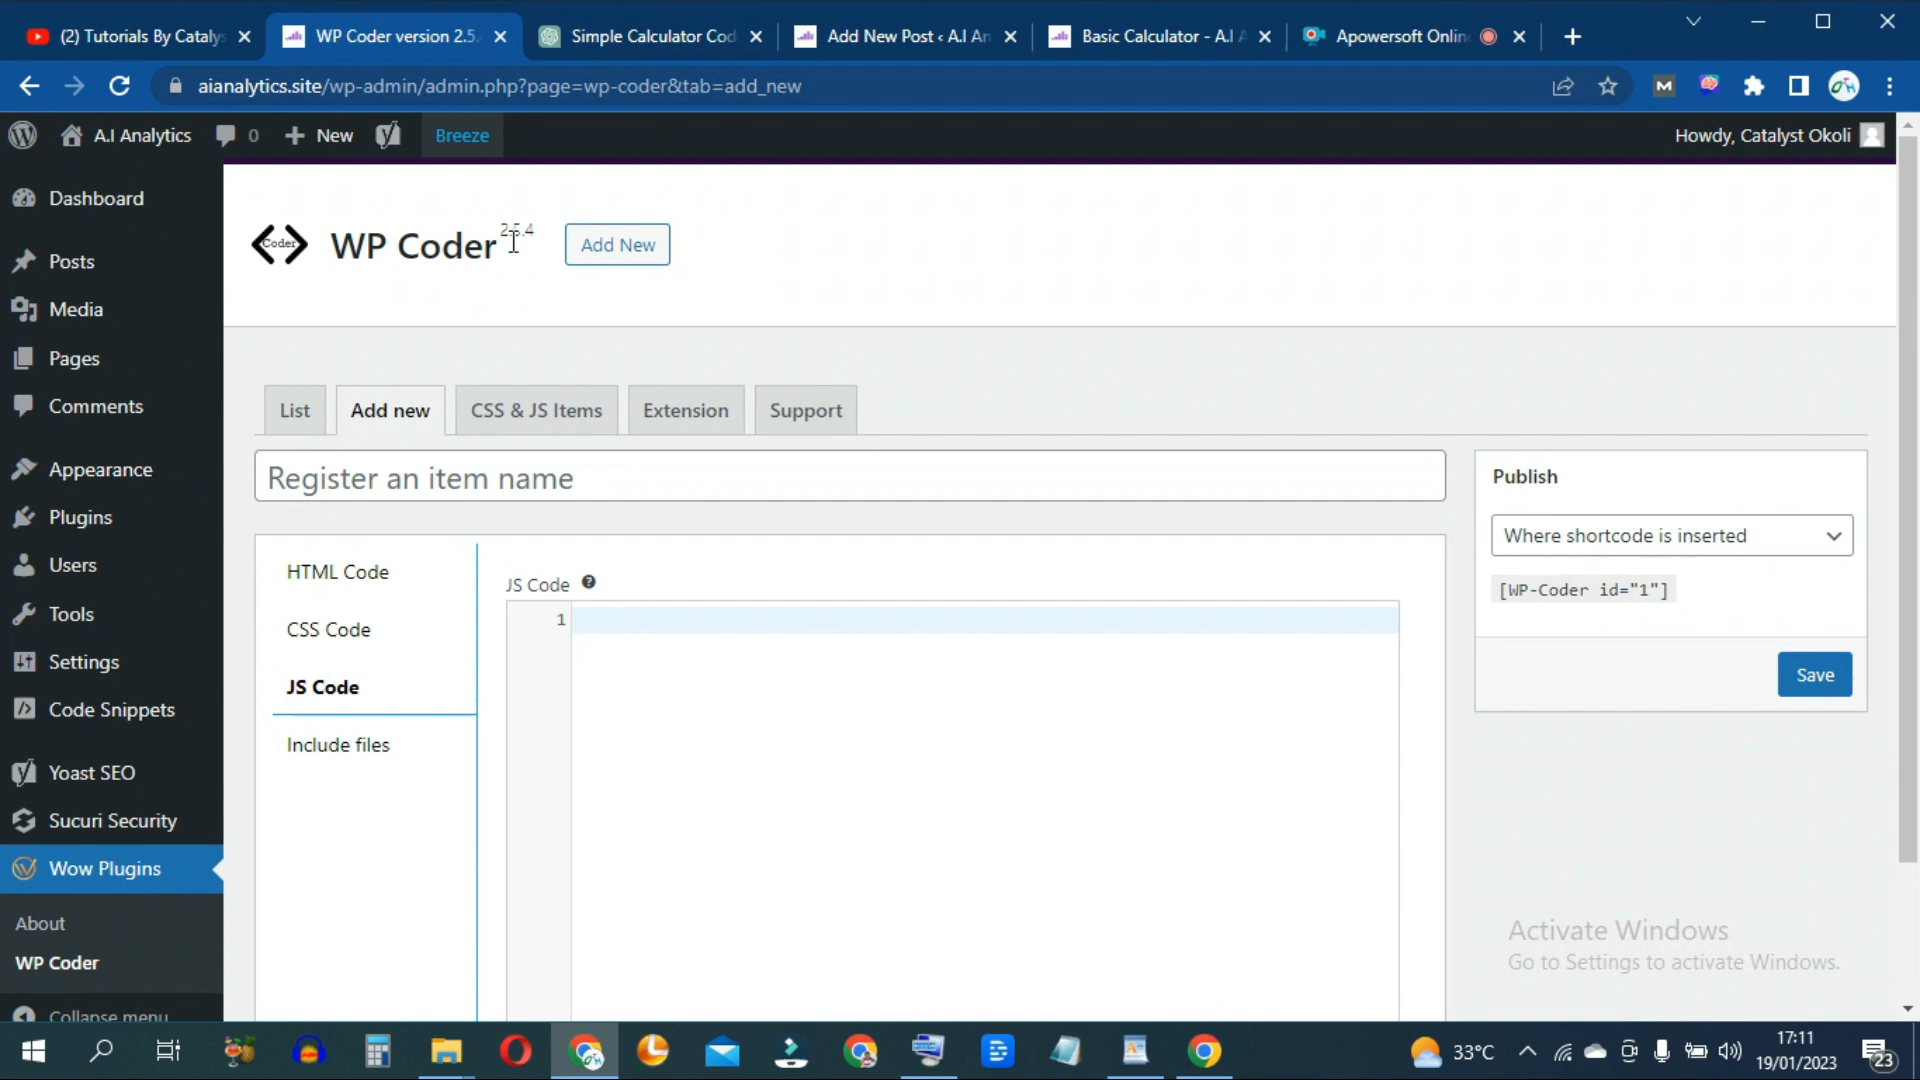 (2) Tutorials By Cataly
WP Coder version 2.5.
Simple Calculator Cod
Add New Post ‹ A.I An
Basic Calculator - A.I A
Apowersoft Onlin
aianalytics.site/wp-admin/admin.php?page=wp-coder&tab=add_new
A.I Analytics
0
New
Breeze
Howdy, Catalyst Okoli
Dashboard
Posts
Media
Pages
Comments
Appearance
Plugins
Users
Tools
Settings
Code Snippets
Yoast SEO
Sucuri Security
Wow Plugins
About
WP Coder
Collapse menu
Coder
WP Coder 2.5.4
Add New
List
Add new
CSS & JS Items
Extension
Support
Register an item name
HTML Code
CSS Code
JS Code
Include files
JS Code
1
Publish
Where shortcode is inserted
[WP-Coder id="1"]
Save
Activate Windows
Go to Settings to activate Windows.
33°C
17:11
19/01/2023
23